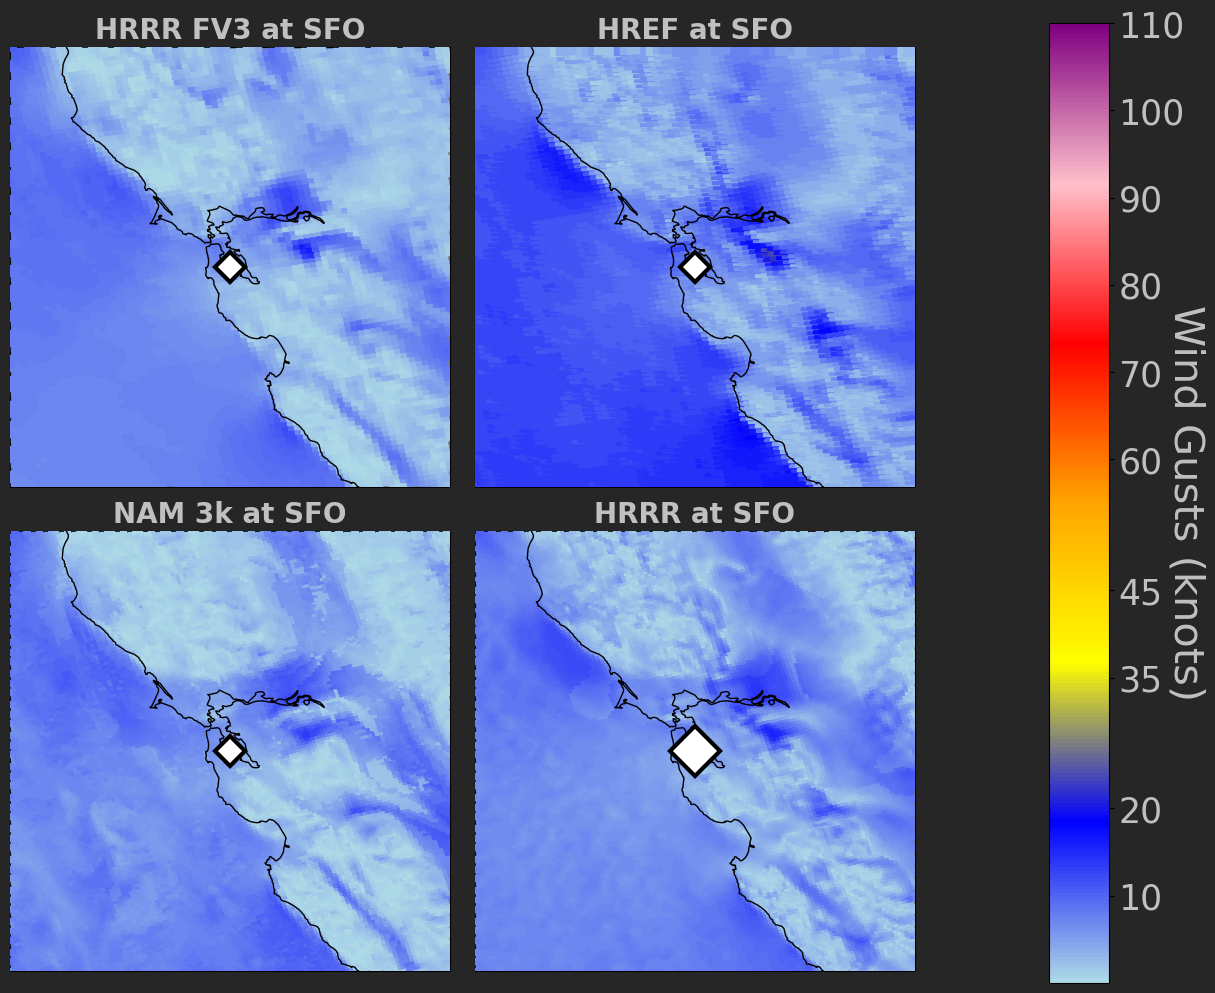 HRRR FV3 at SFO
HREF at SFO
NAM 3k at SFO
HRRR at SFO
110
100
90
80
70
60
45
35
20
10
Wind Gusts (knots)